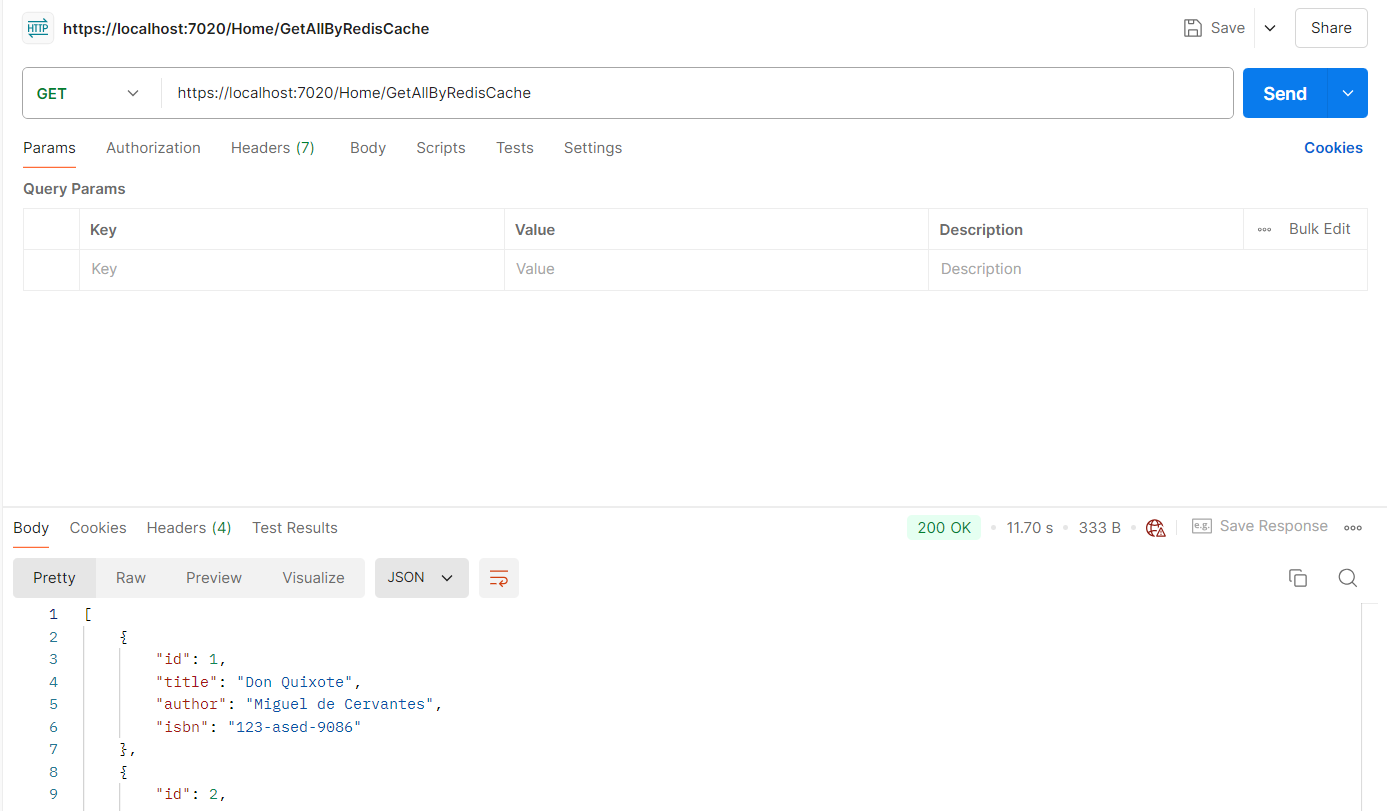 HTTP https://localhost:7020/Home/GetAllByRedisCache Save Share
GET https://localhost:7020/Home/GetAllByRedisCache Send
Params Authorization Headers (7) Body Scripts Tests Settings Cookies
Query Params
Key Value Description Bulk Edit
Key Value Description
Body Cookies Headers (4) Test Results 200 OK 11.70 s 333 B e.g. Save Response
Pretty Raw Preview Visualize JSON
1 [
2 {
3 "id": 1,
4 "title": "Don Quixote",
5 "author": "Miguel de Cervantes",
6 "isbn": "123-ased-9086"
7 },
8 {
9 "id": 2,